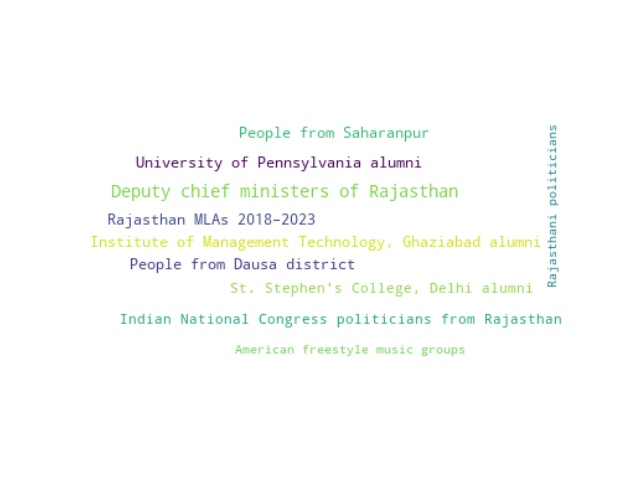 People from Saharanpur
University of Pennsylvania alumni
Deputy chief ministers of Rajasthan
Rajasthan MLAs 2018–2023
Institute of Management Technology, Ghaziabad alumni
People from Dausa district
St. Stephen's College, Delhi alumni
Indian National Congress politicians from Rajasthan
American freestyle music groups
Rajasthani politicians